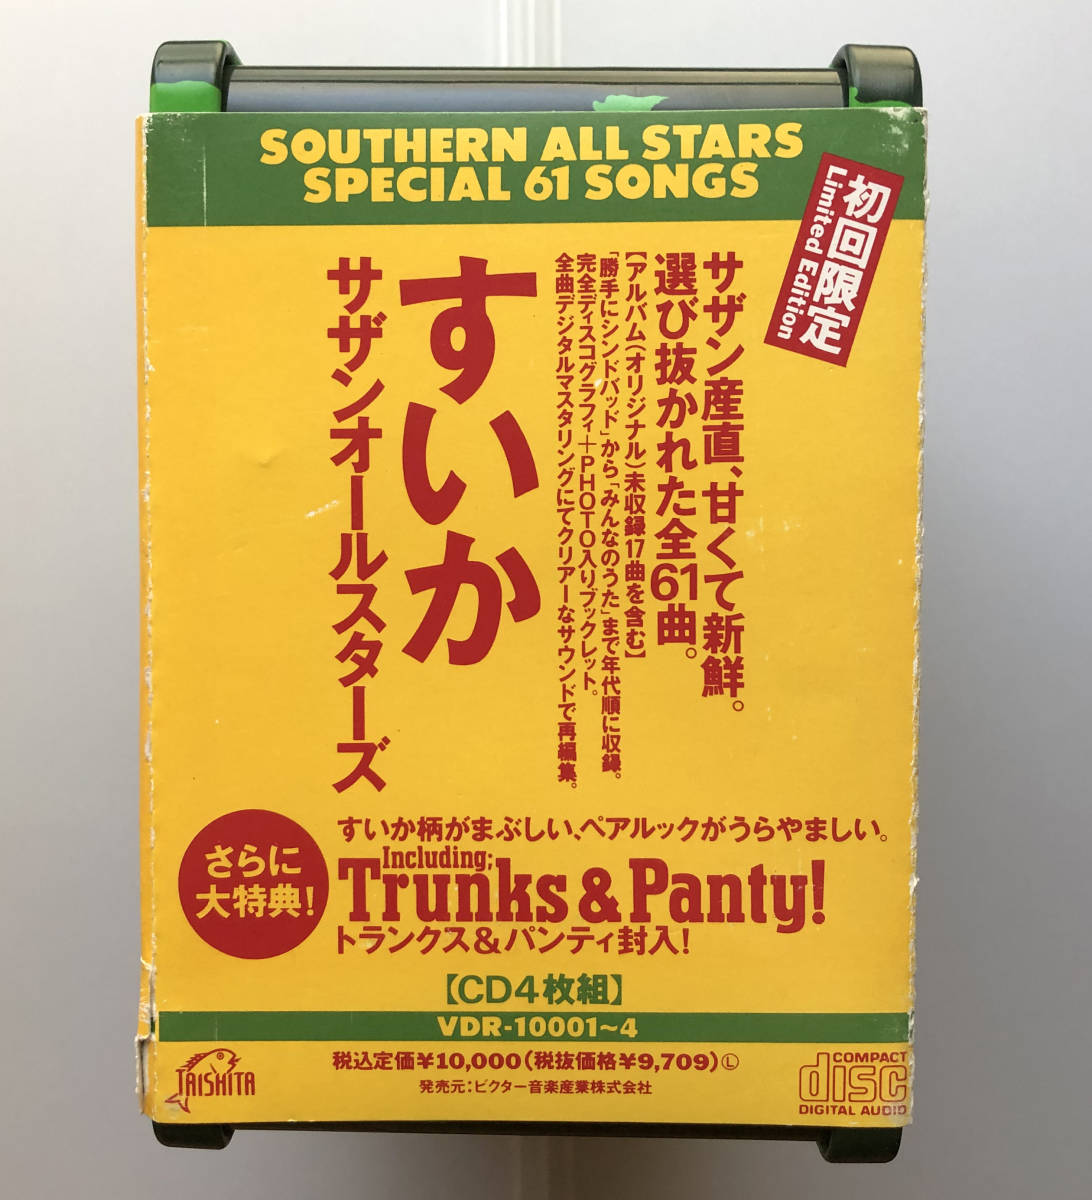 SOUTHERN ALL STARS
SPECIAL 61 SONGS
初回限定
Limited Edition
サザン産直、甘くて新鮮。
選び抜かれた全61曲。
【アルバム(オリジナル)未収録17曲を含む】
「勝手にシンドバッド」から「みんなのうた」まで年代順に収録。
完全ディスコグラフィ+PHOTO入りブックレット。
全曲デジタルマスタリングにてクリアーなサウンドで再編集。
すいか
サザンオールスターズ
さらに
大特典!
すいか柄がまぶしい、ペアルックがうらやましい。
Including;
Trunks & Panty!
トランクス&パンティ封入!
【CD4枚組】
VDR-10001~4
TAISHITA
税込定価¥10,000(税抜価格¥9,709)Ⓛ
発売元:ビクター音楽産業株式会社
COMPACT
disc
DIGITAL AUDIO